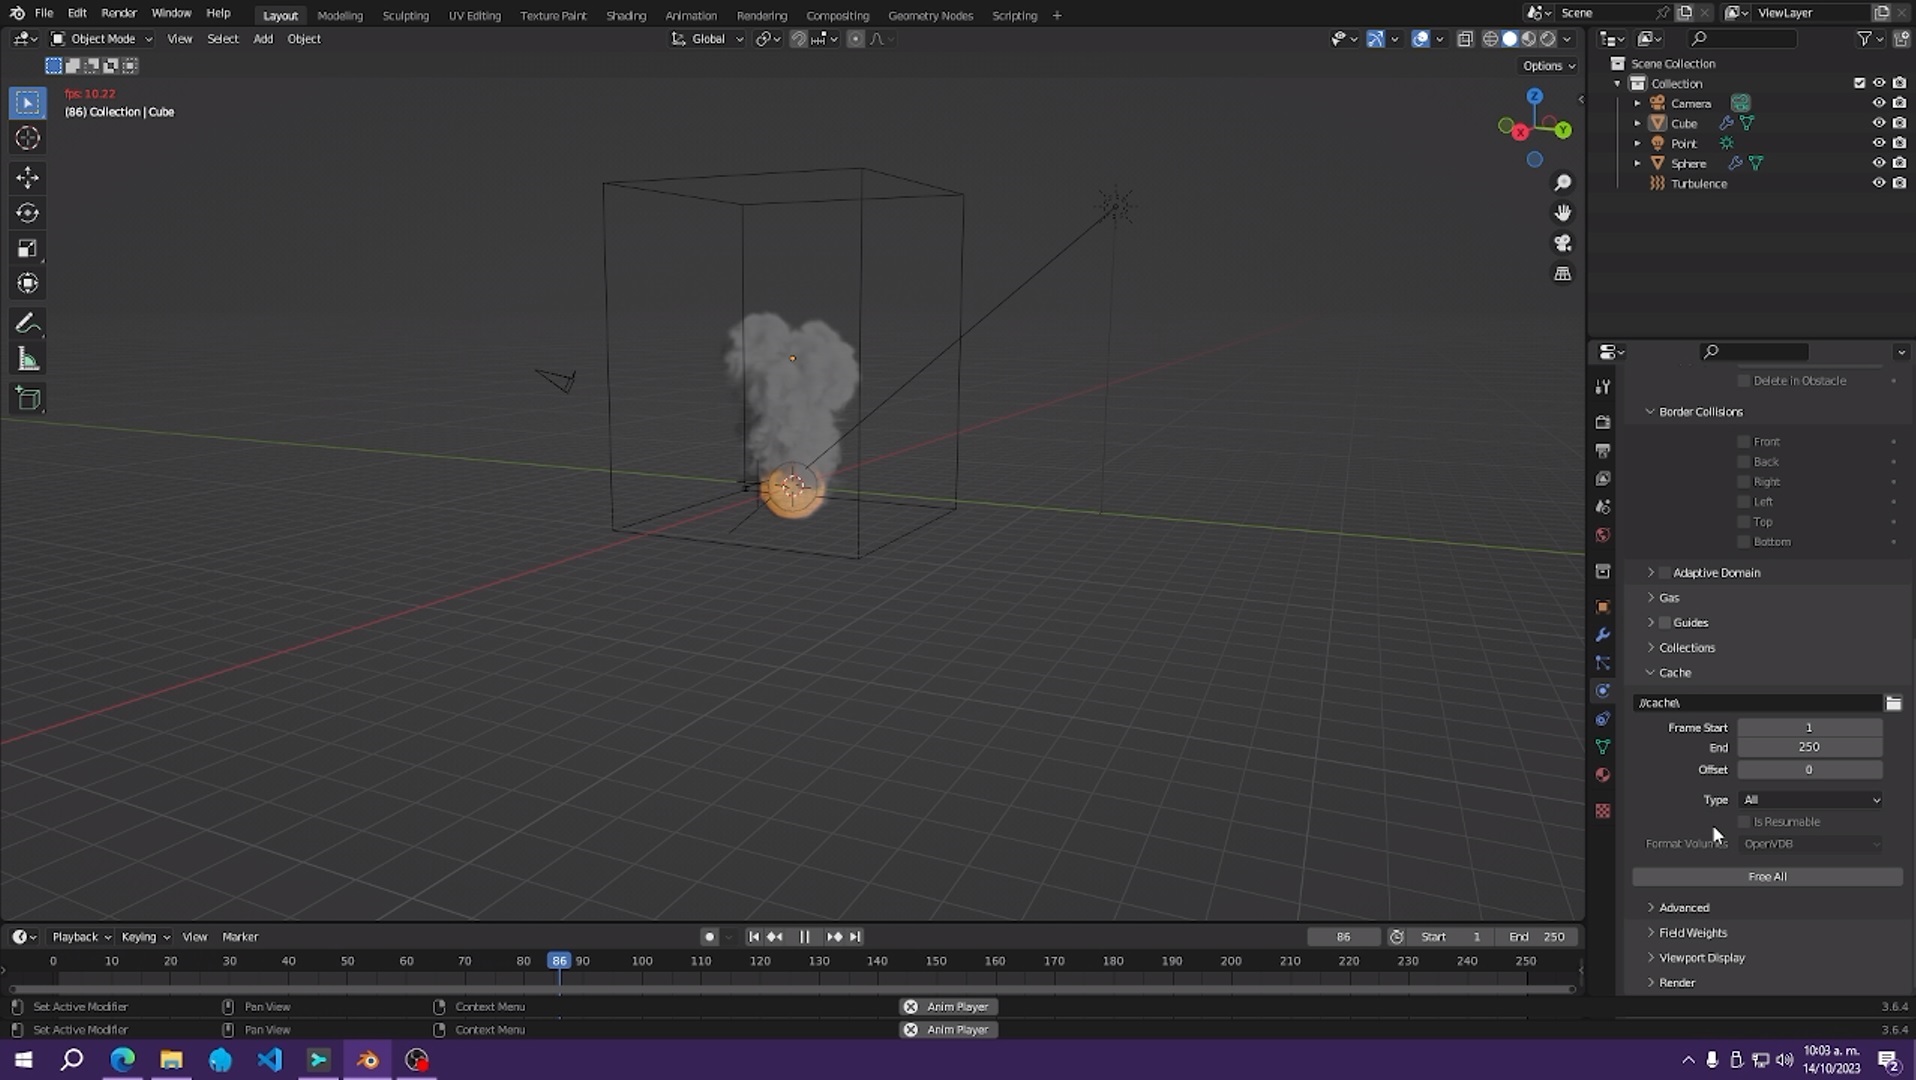 File Edit Render Window Help Layout Modeling Sculpting UV Editing Texture Paint Shading Animation Rendering Compositing Geometry Nodes Scripting + Scene ViewLayer
Object Mode View Select Add Object Global
Options
fps: 10.22
(86) Collection | Cube
Z
X
Y
Scene Collection
Collection
Camera
Cube
Point
Sphere
Turbulence
Delete in Obstacle
Border Collisions
Front
Back
Right
Left
Top
Bottom
Adaptive Domain
Gas
Guides
Collections
Cache
//cache\
Frame Start 1
End 250
Offset 0
Type All
Is Resumable
Format Volumes OpenVDB
Free All
Advanced
Field Weights
Viewport Display
Render
Playback Keying View Marker 86 Start 1 End 250
0 10 20 30 40 50 60 70 80 86 90 100 110 120 130 140 150 160 170 180 190 200 210 220 230 240 250
Set Active Modifier Pan View Context Menu Anim Player 3.6.4
Set Active Modifier Pan View Context Menu Anim Player 3.6.4
10:03 a. m.
14/10/2023
2